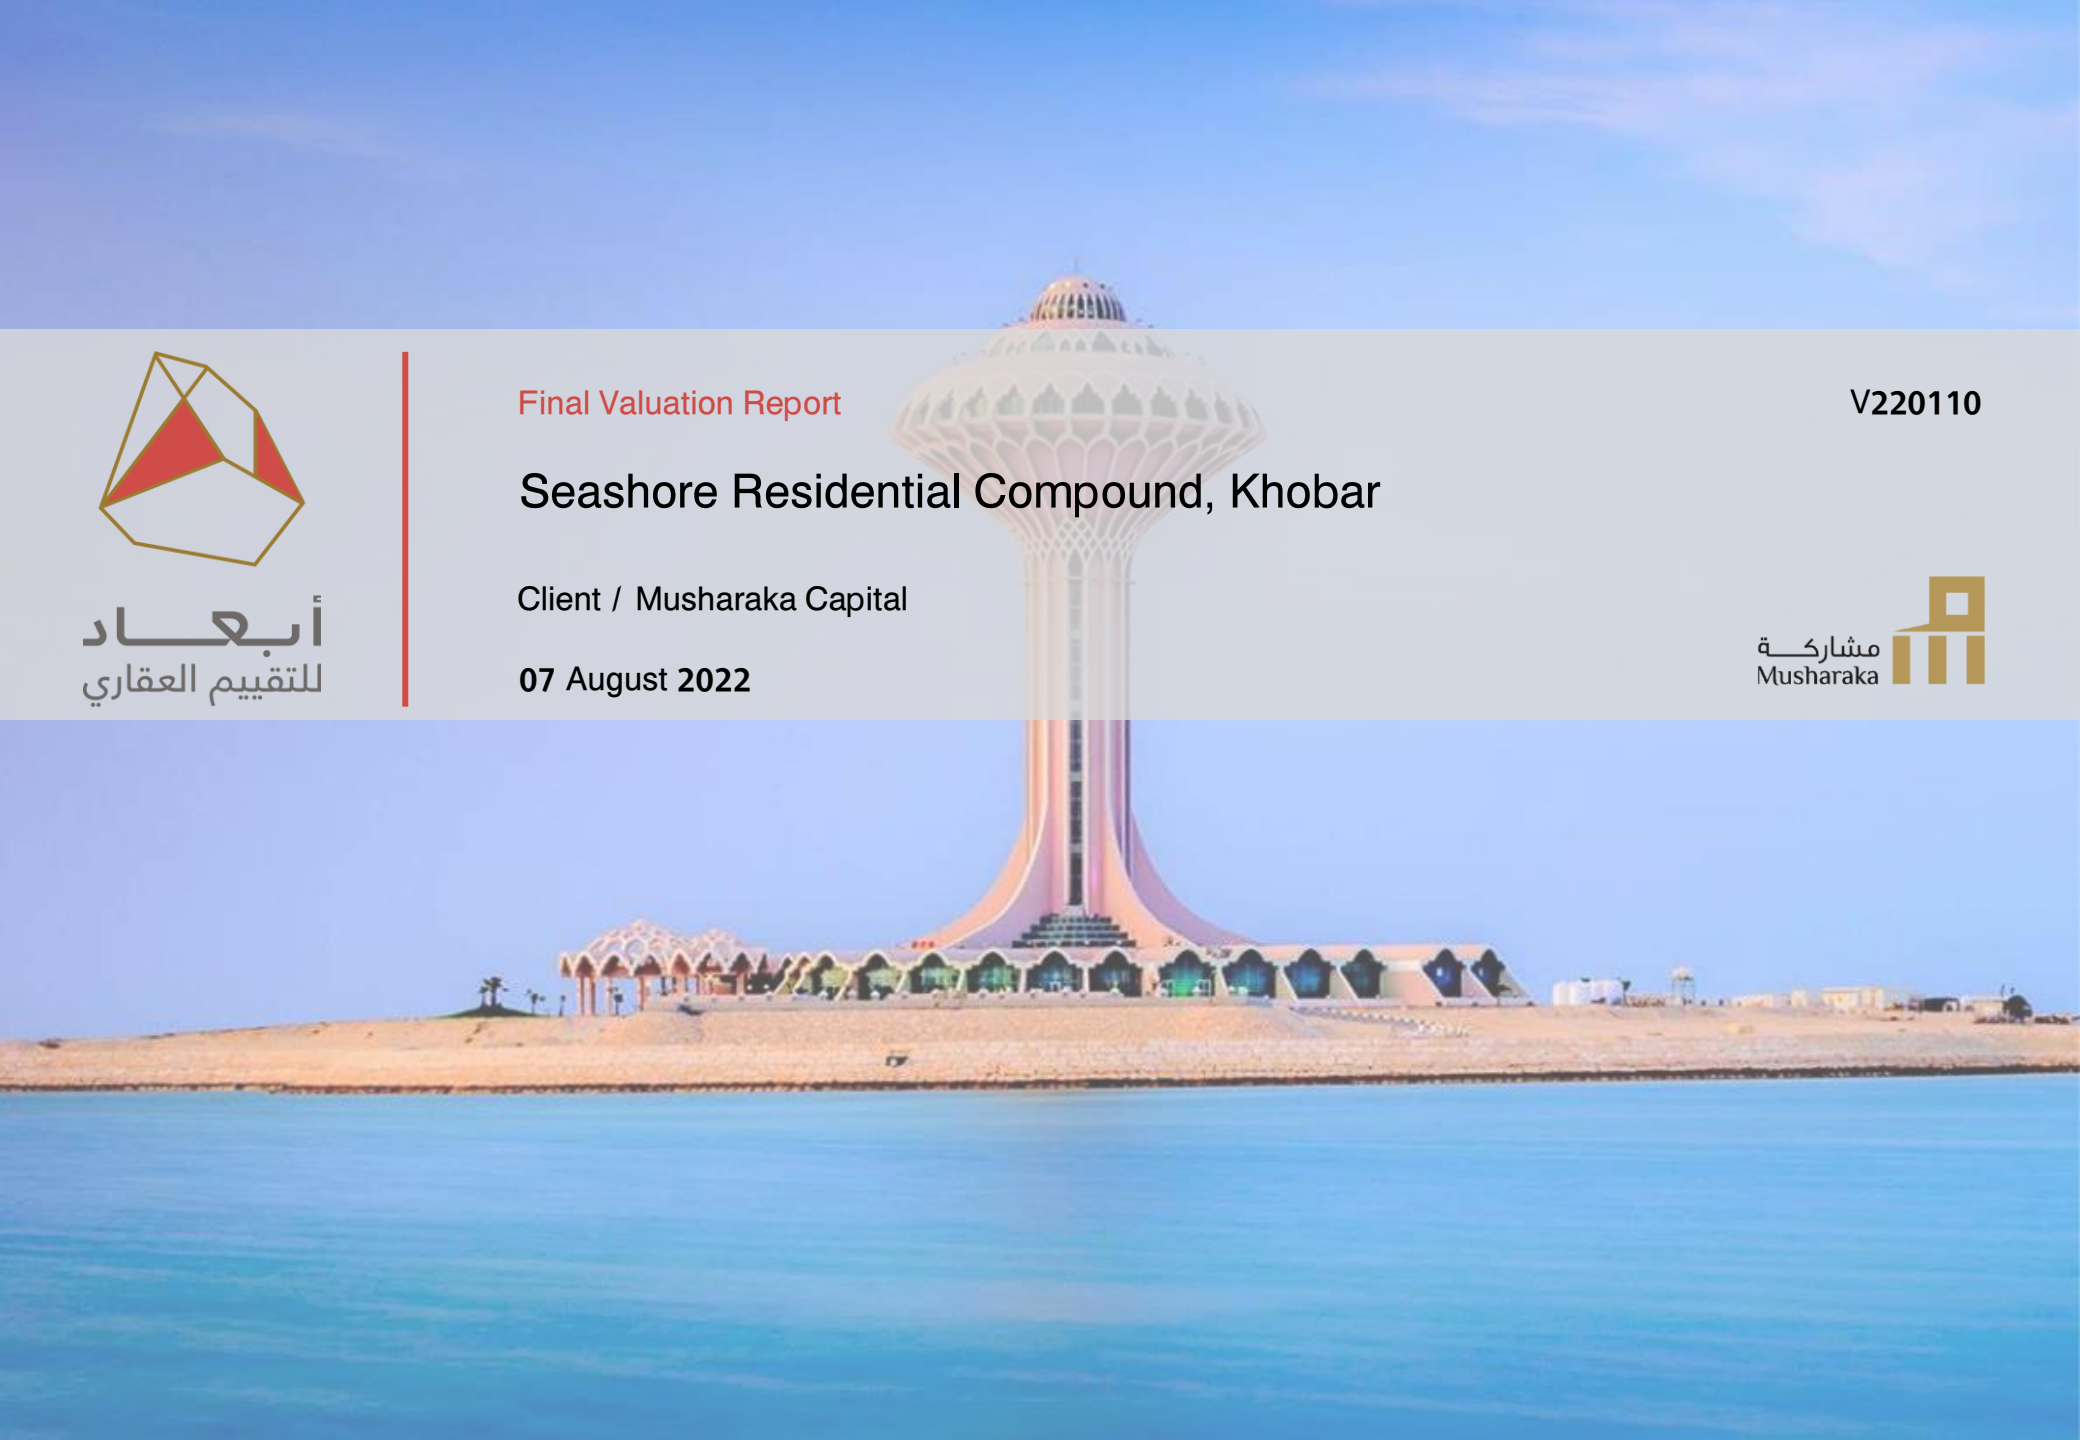 Final Valuation Report
V220110
Seashore Residential Compound, Khobar
Client / Musharaka Capital
07 August 2022
أبعاد
للتقييم العقاري
مشاركة
Musharaka